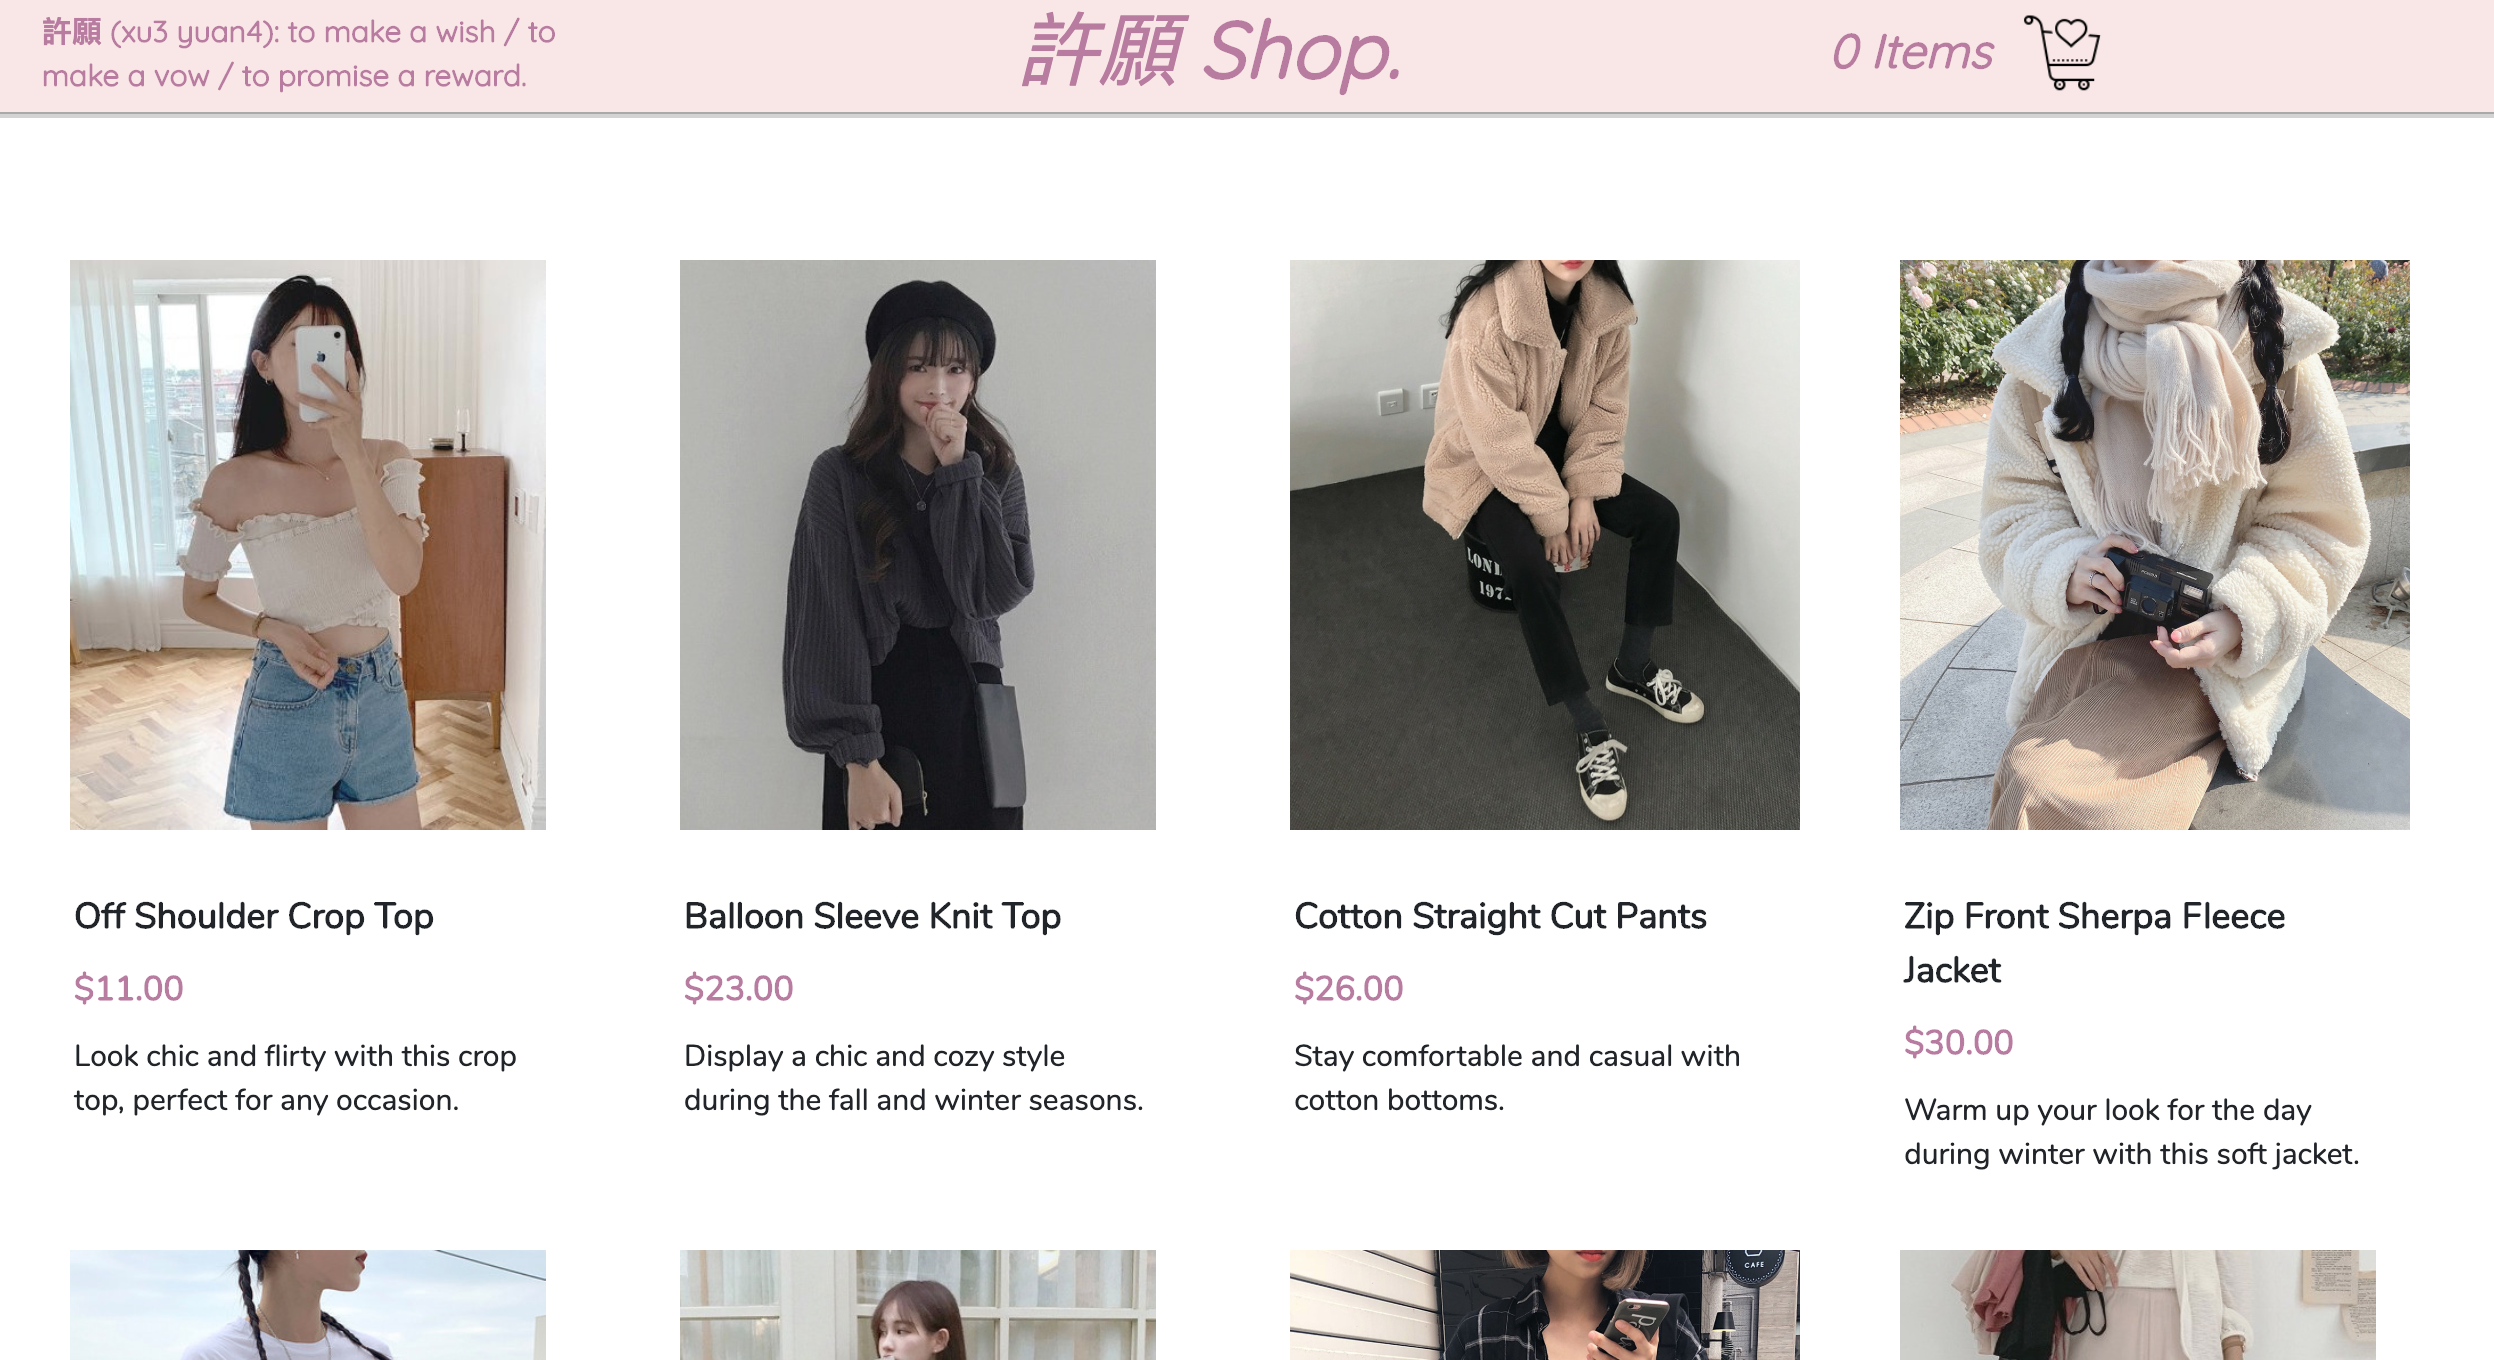 許願 (xu3 yuan4): to make a wish / to
make a vow / to promise a reward.
許願 Shop.
0 Items
LONI
197
Off Shoulder Crop Top
$11.00
Look chic and flirty with this crop
top, perfect for any occasion.
Balloon Sleeve Knit Top
$23.00
Display a chic and cozy style
during the fall and winter seasons.
Cotton Straight Cut Pants
$26.00
Stay comfortable and casual with
cotton bottoms.
Zip Front Sherpa Fleece
Jacket
$30.00
Warm up your look for the day
during winter with this soft jacket.
CAFE